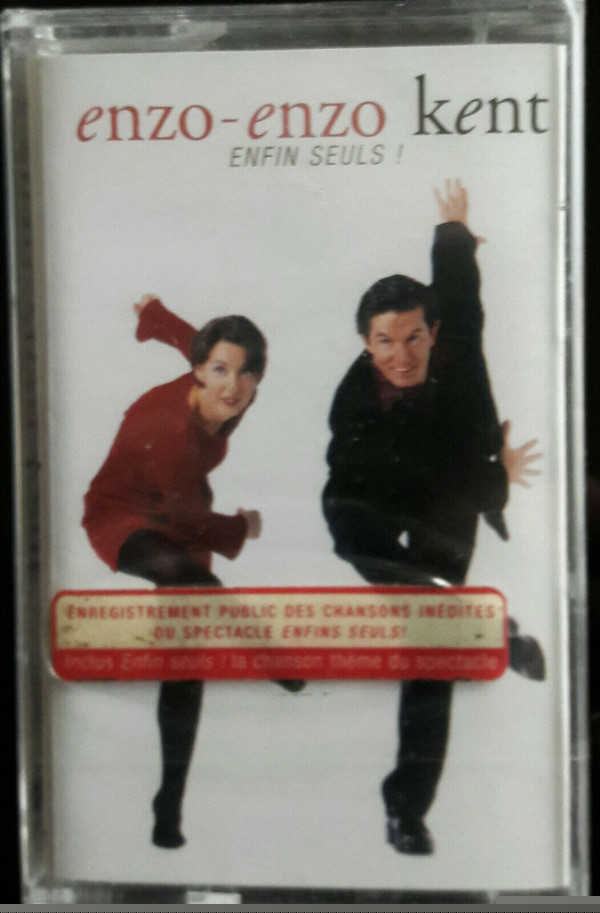 enzo-enzo kent
ENFIN SEULS !
ENREGISTREMENT PUBLIC DES CHANSONS INÉDITES
DU SPECTACLE ENFINS SEULS!
Inclus Enfin seuls ! la chanson thème du spectacle